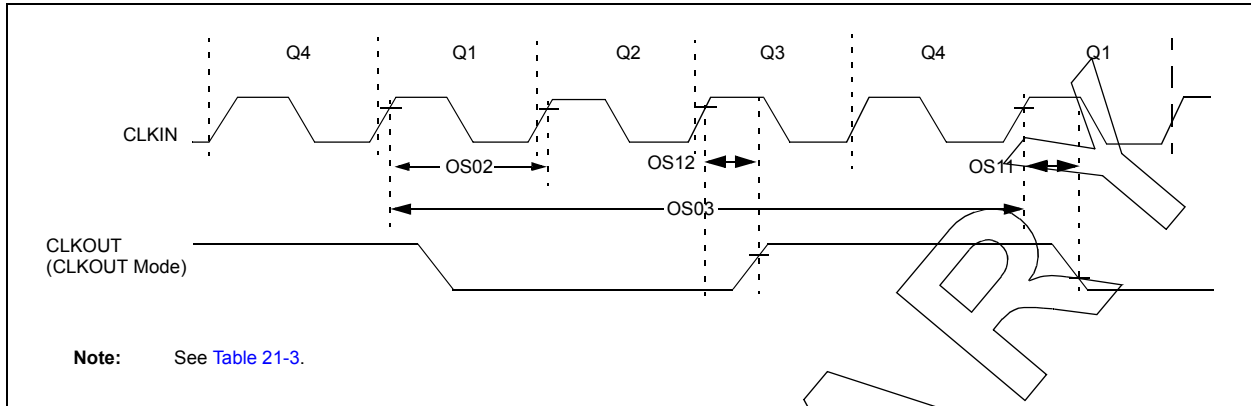 Q4 Q1 Q2 Q3 Q4 Q1
CLKIN
OS02 OS12 OS11
OS03
CLKOUT
(CLKOUT Mode)
Note: See Table 21-3.